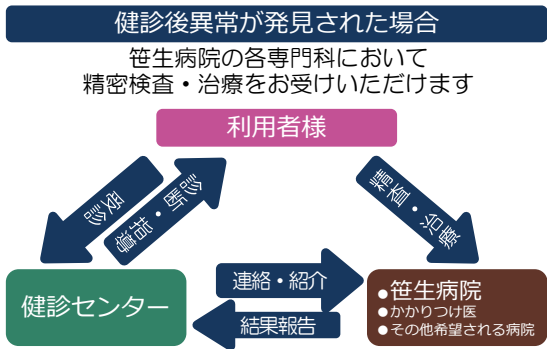 健診後異常が発見された場合
笹生病院の各専門科において
精密検査・治療をお受けいただけます
利用者様
受診
診断・指導
精査・治療
健診センター
連絡・紹介
結果報告
●笹生病院
●かかりつけ医
●その他希望される病院